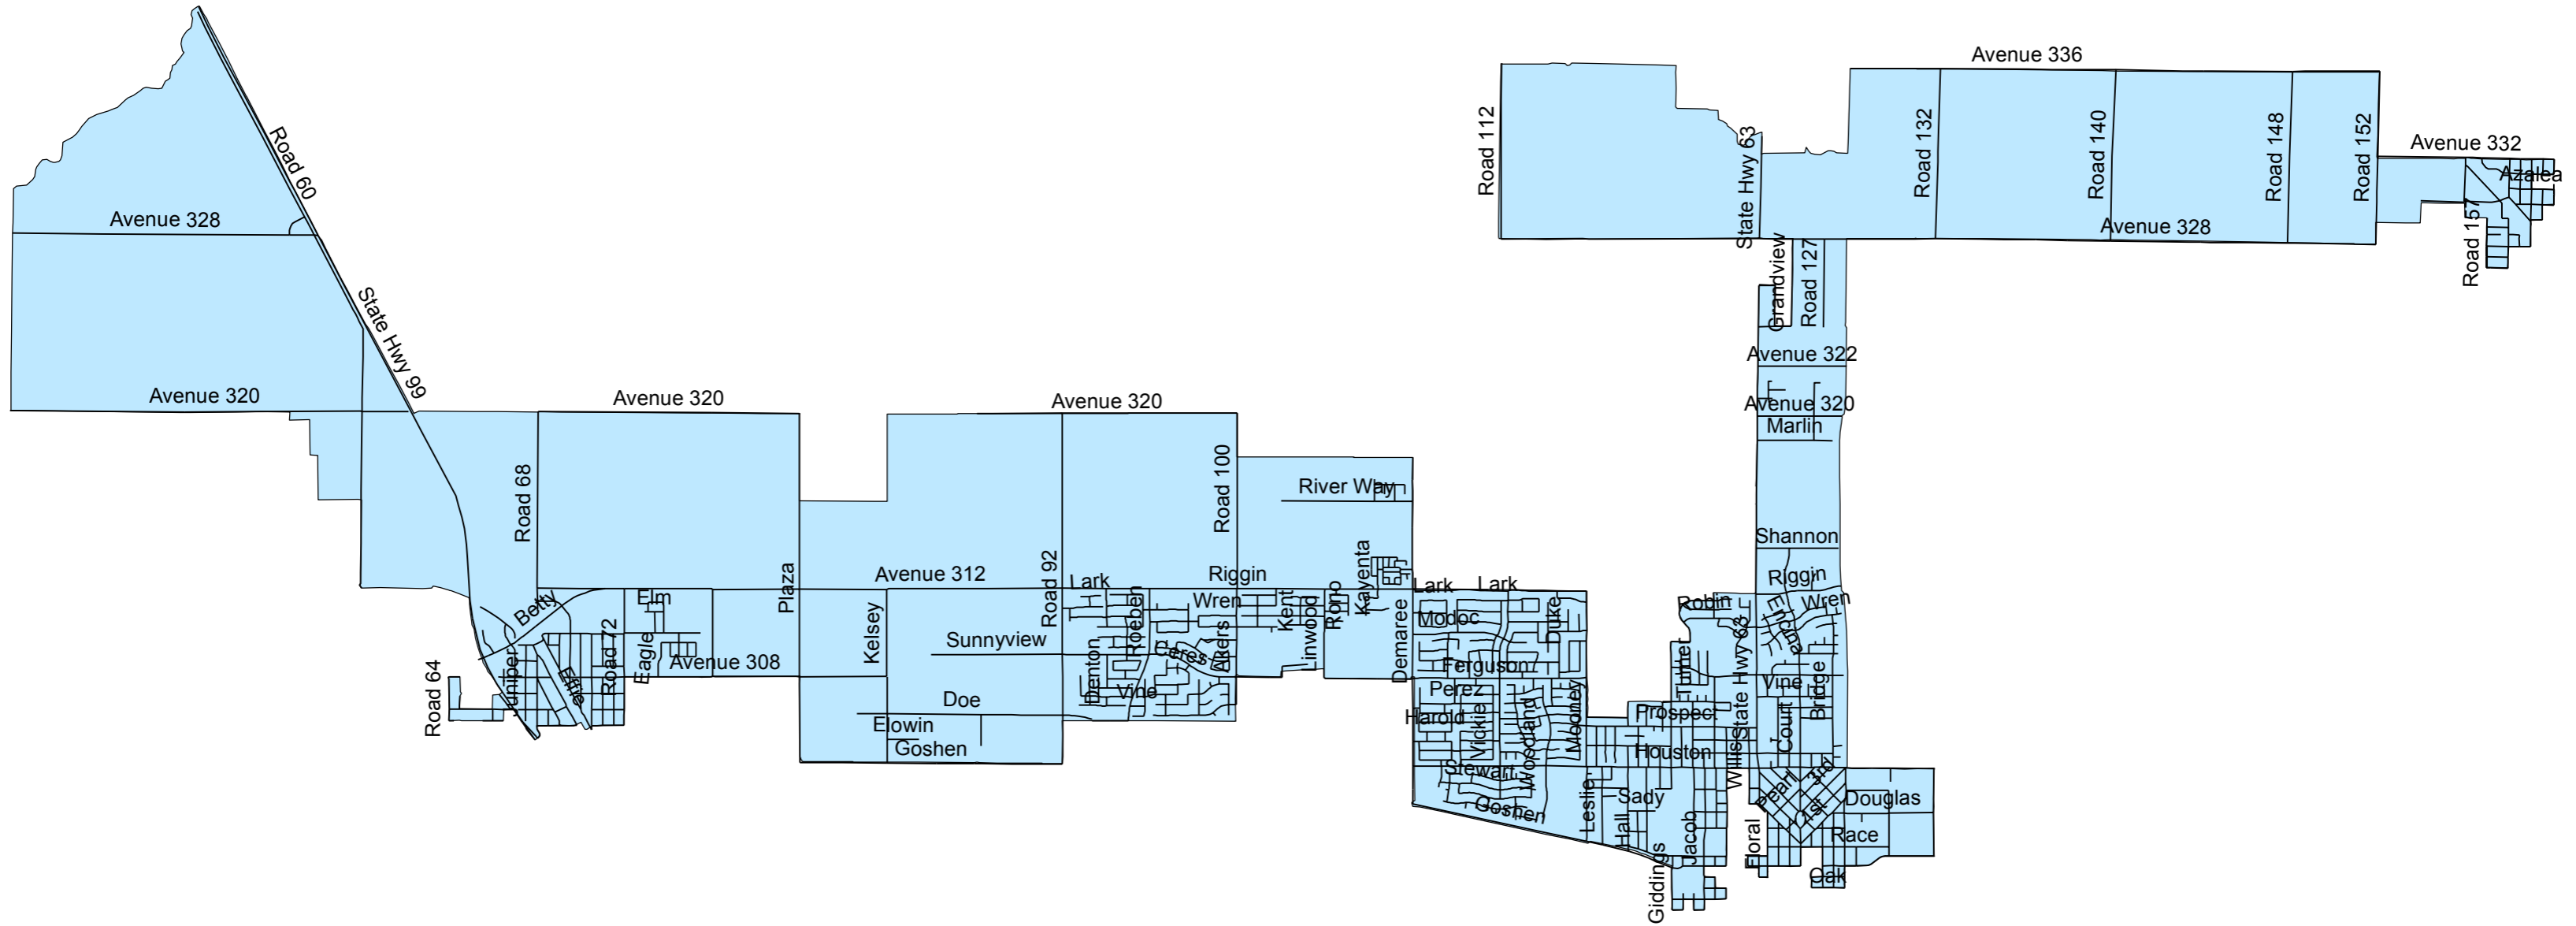 Avenue 336
Road 112
State Hwy 63
Road 132
Road 140
Road 148
Road 152
Avenue 332
Azalea
Road 157
Avenue 328
Road 60
Avenue 328
State Hwy 99
Grandview
Road 127
Avenue 322
Avenue 320
Marlin
Avenue 320
Avenue 320
Avenue 320
Road 68
Road 100
River Way
Shannon
Plaza
Avenue 312
Road 92
Lark
Riggin
Kayenta
Lark
Lark
Riggin
Betty
Elm
Kelsey
Roeben
Wren
Kent
Linwood
Rono
Demaree
Modoc
Duke
Robin
Wren
Road 72
Eagle
Avenue 308
Sunnyview
Denton
Ceres
Akers
Ferguson
Turner
State Hwy 63
Road 64
Juniper
Effie
Doe
Vine
Perez
Harold
Vickie
Woodland
Mooney
Prospect
Vine
Court
Bridge
Elowin
Goshen
Houston
Willis
Stewart
Goshen
Leslie
Sady
Hall
Jacob
Giddings
Pearl
3rd
1st
Douglas
Race
Floral
Oak